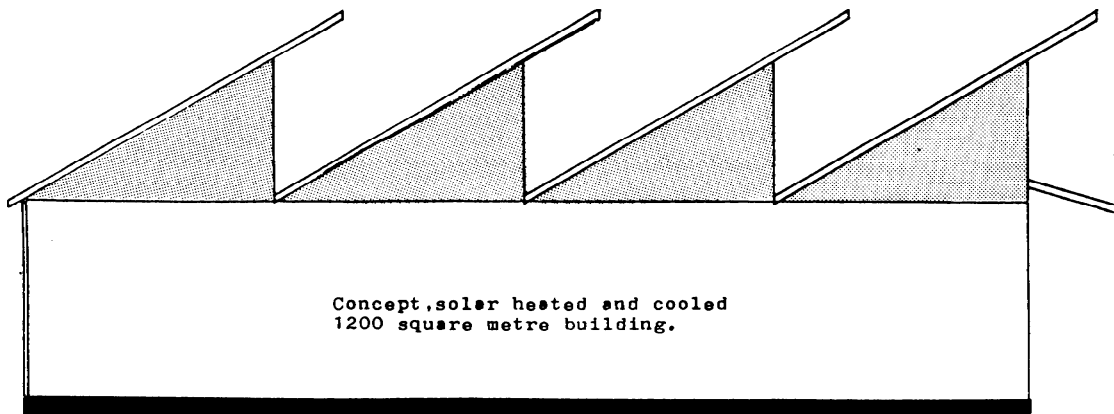 Concept,solar heated and cooled
1200 square metre building.